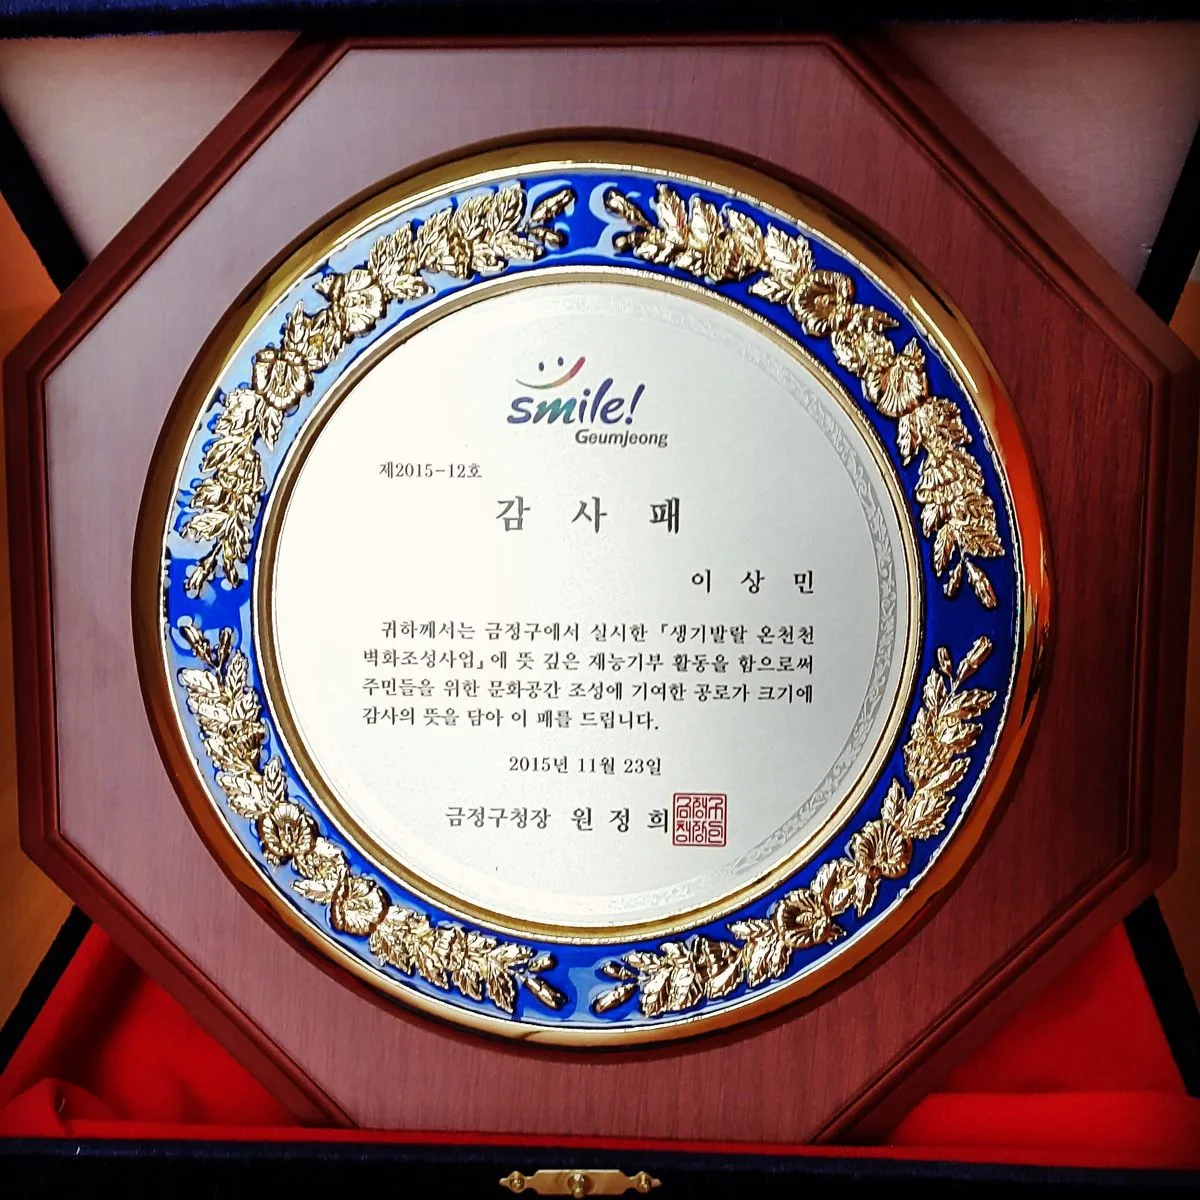 smile!
Geumjeong
제2015-12호
감 사 패
이 상 민
귀하께서는 금정구에서 실시한 「생기발랄 온천천
벽화조성사업」에 뜻 깊은 재능기부 활동을 함으로써
주민들을 위한 문화공간 조성에 기여한 공로가 크기에
감사의 뜻을 담아 이 패를 드립니다.
2015년 11월 23일
금정구청장 원 정 희